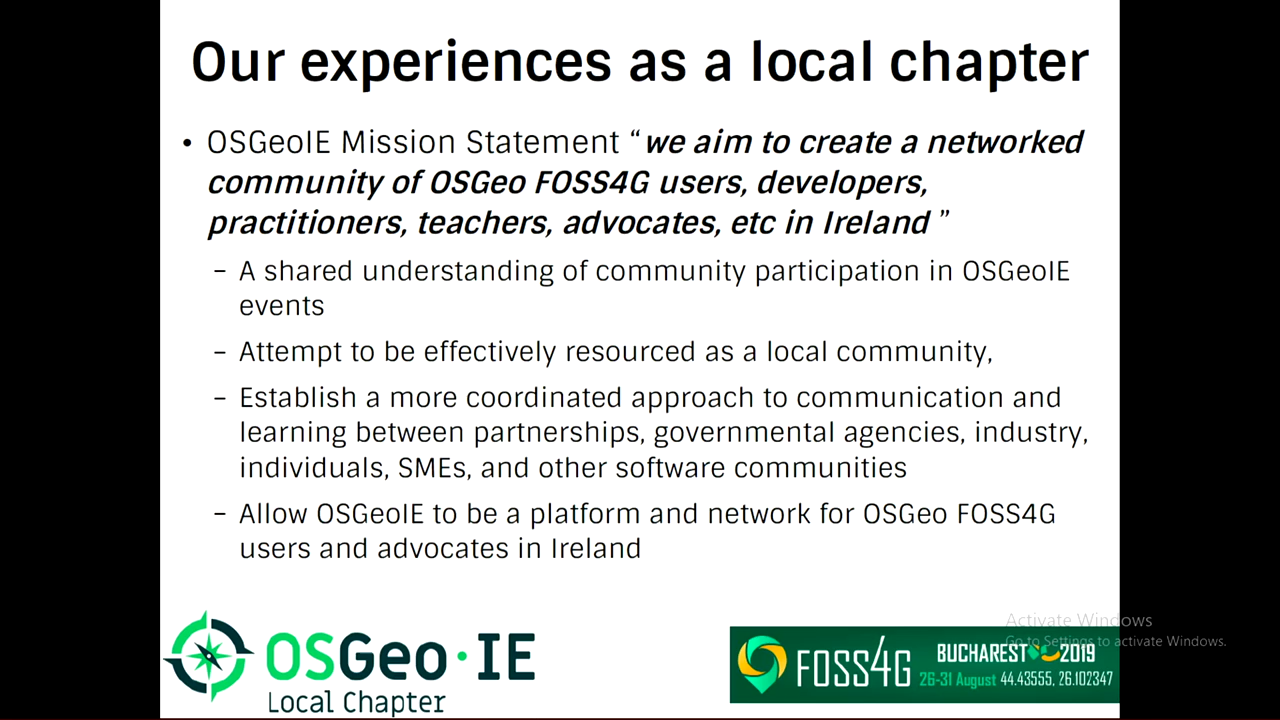 Our experiences as a local chapter
• OSGeoIE Mission Statement “we aim to create a networked
community of OSGeo FOSS4G users, developers,
practitioners, teachers, advocates, etc in Ireland ”
– A shared understanding of community participation in OSGeoIE
events
– Attempt to be effectively resourced as a local community,
– Establish a more coordinated approach to communication and
learning between partnerships, governmental agencies, industry,
individuals, SMEs, and other software communities
– Allow OSGeoIE to be a platform and network for OSGeo FOSS4G
users and advocates in Ireland
OSGeo·IE
Local Chapter
FOSS4G
BUCHAREST 2019
26-31 August 44.43555, 26.102347
Activate Windows
Go to Settings to activate Windows.